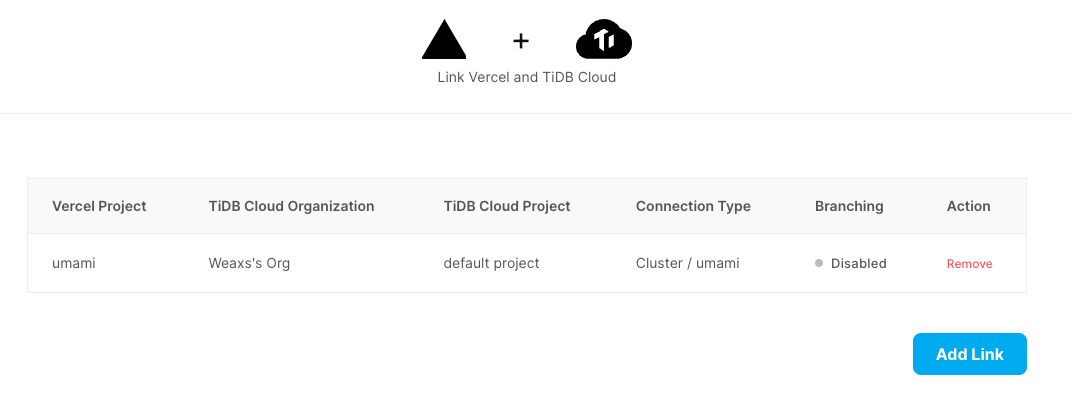 +
Link Vercel and TiDB Cloud
Vercel Project TiDB Cloud Organization TiDB Cloud Project Connection Type Branching Action
umami Weaxs's Org default project Cluster / umami Disabled Remove
Add Link